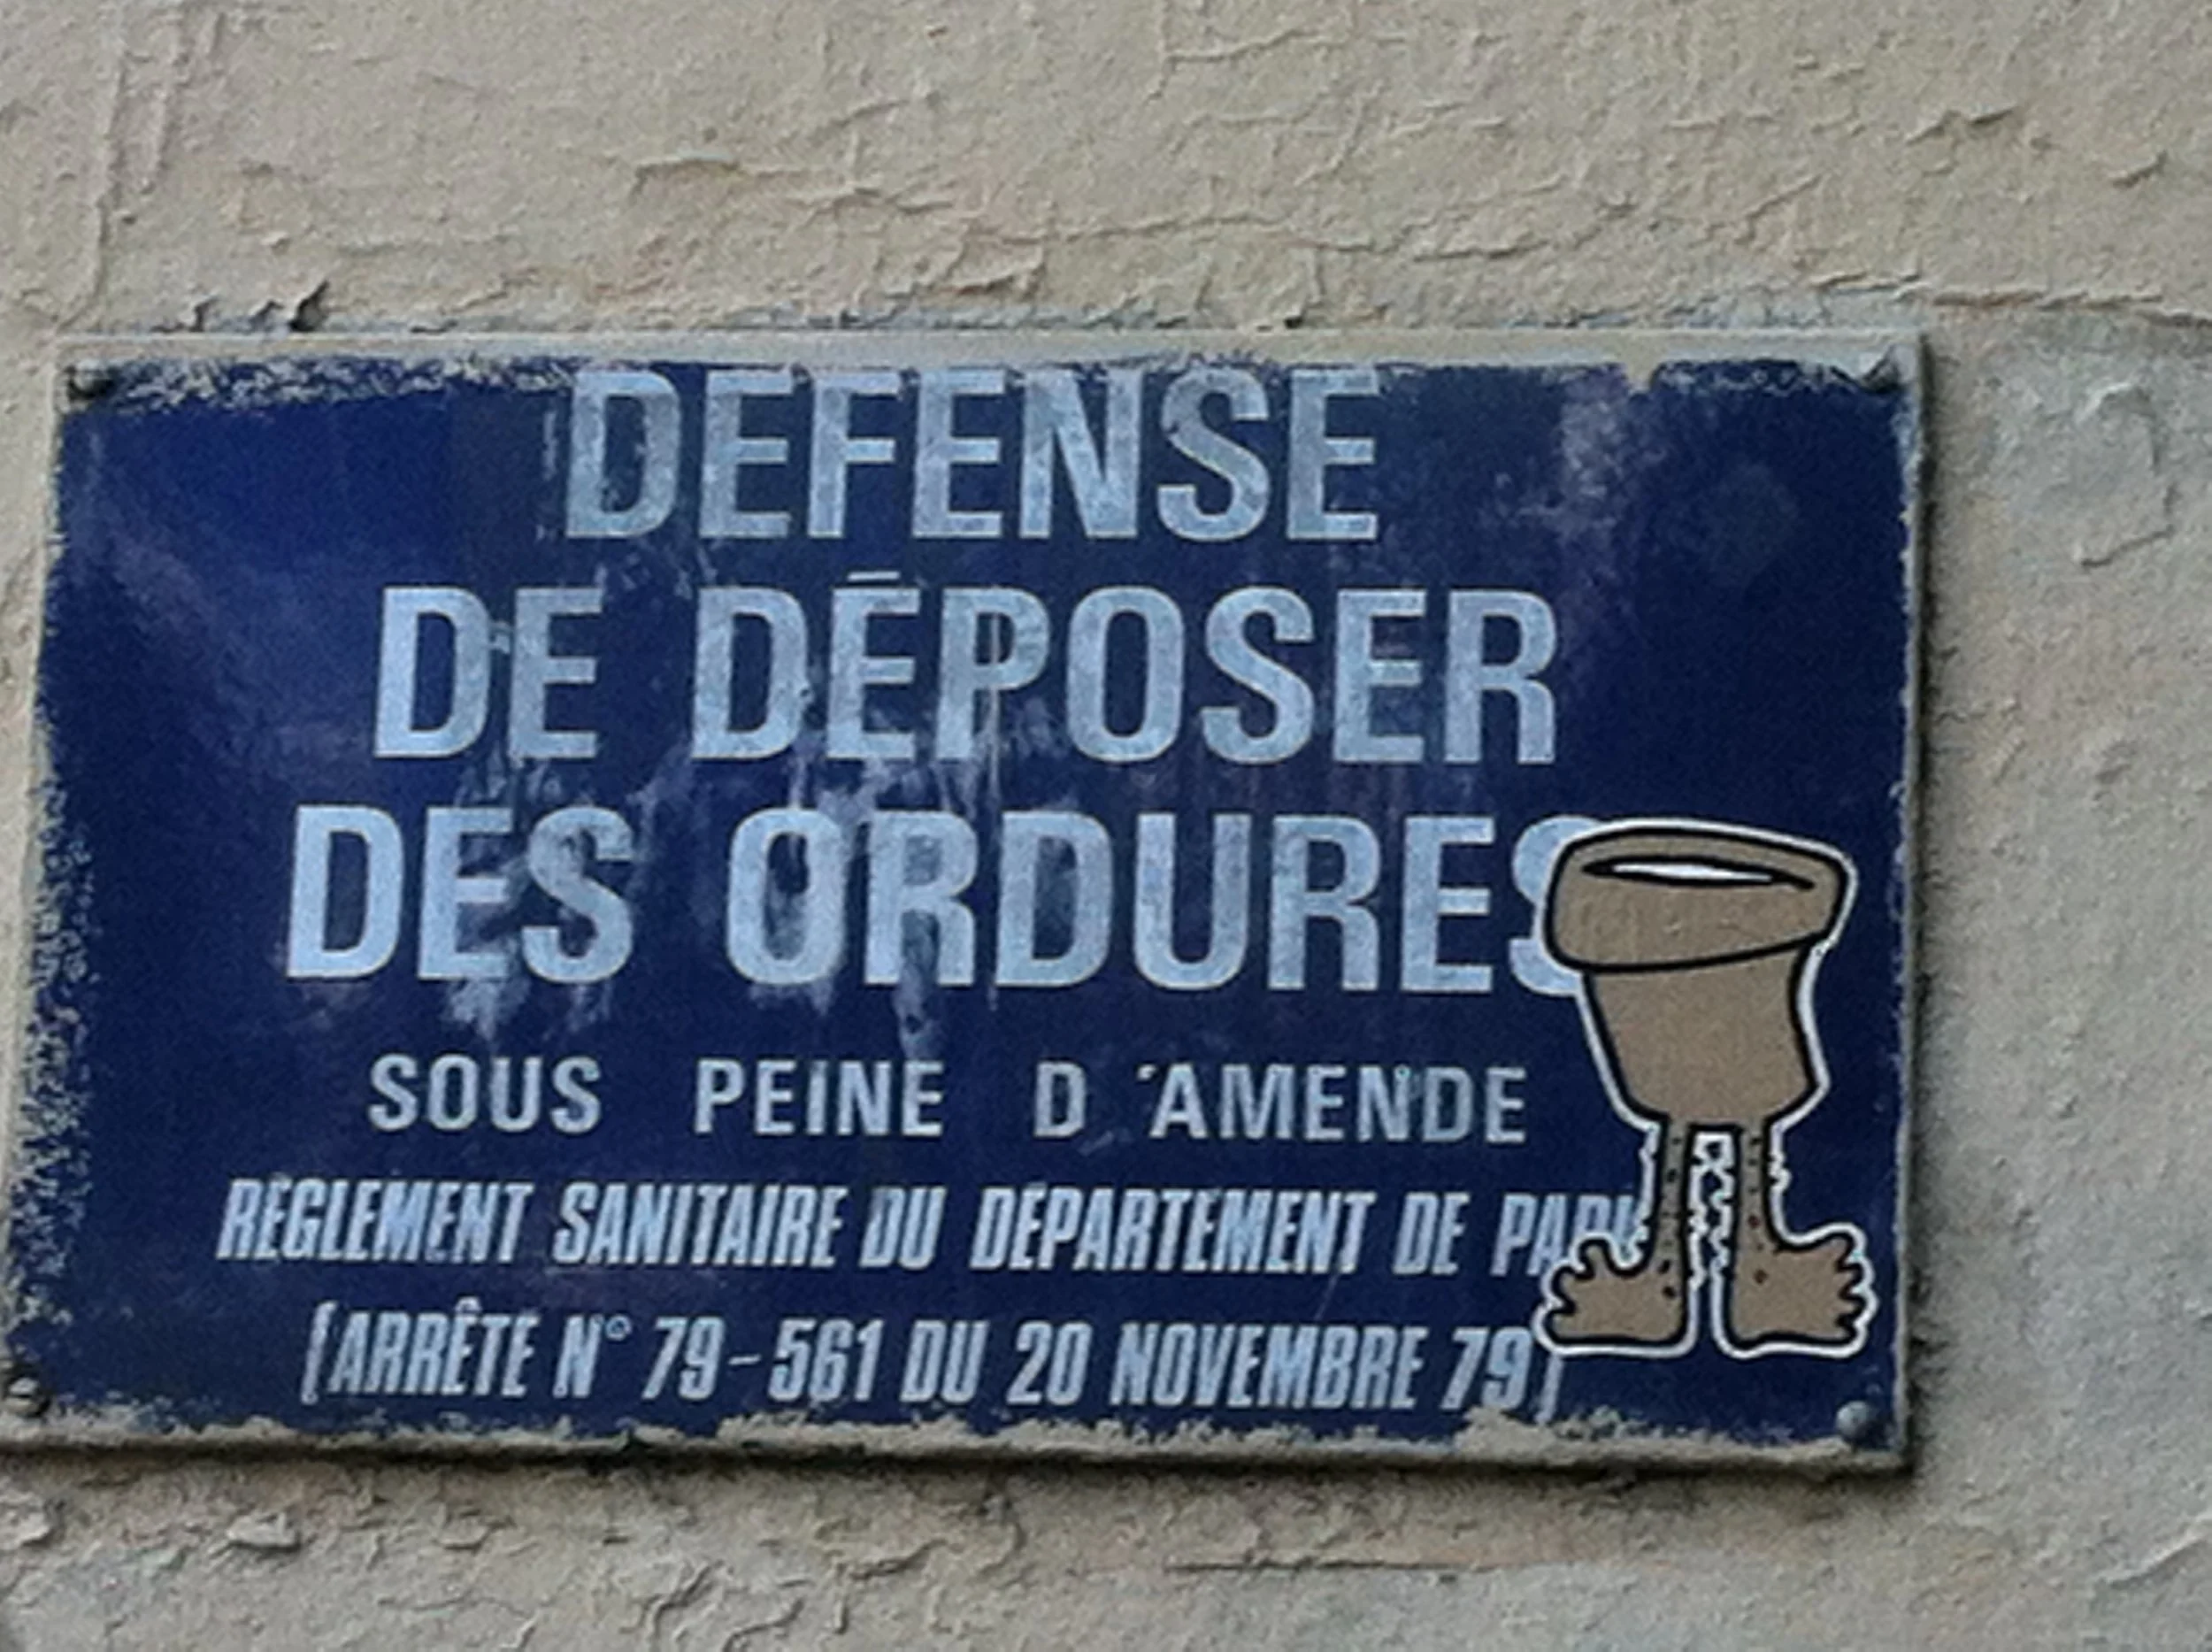 DEFENSE
DE DÉPOSER
DES ORDURES
SOUS PEINE D'AMENDE
REGLEMENT SANITAIRE DU DÉPARTEMENT DE
(ARRÊTE N° 79-561 DU 20 NOVEMBRE 79)